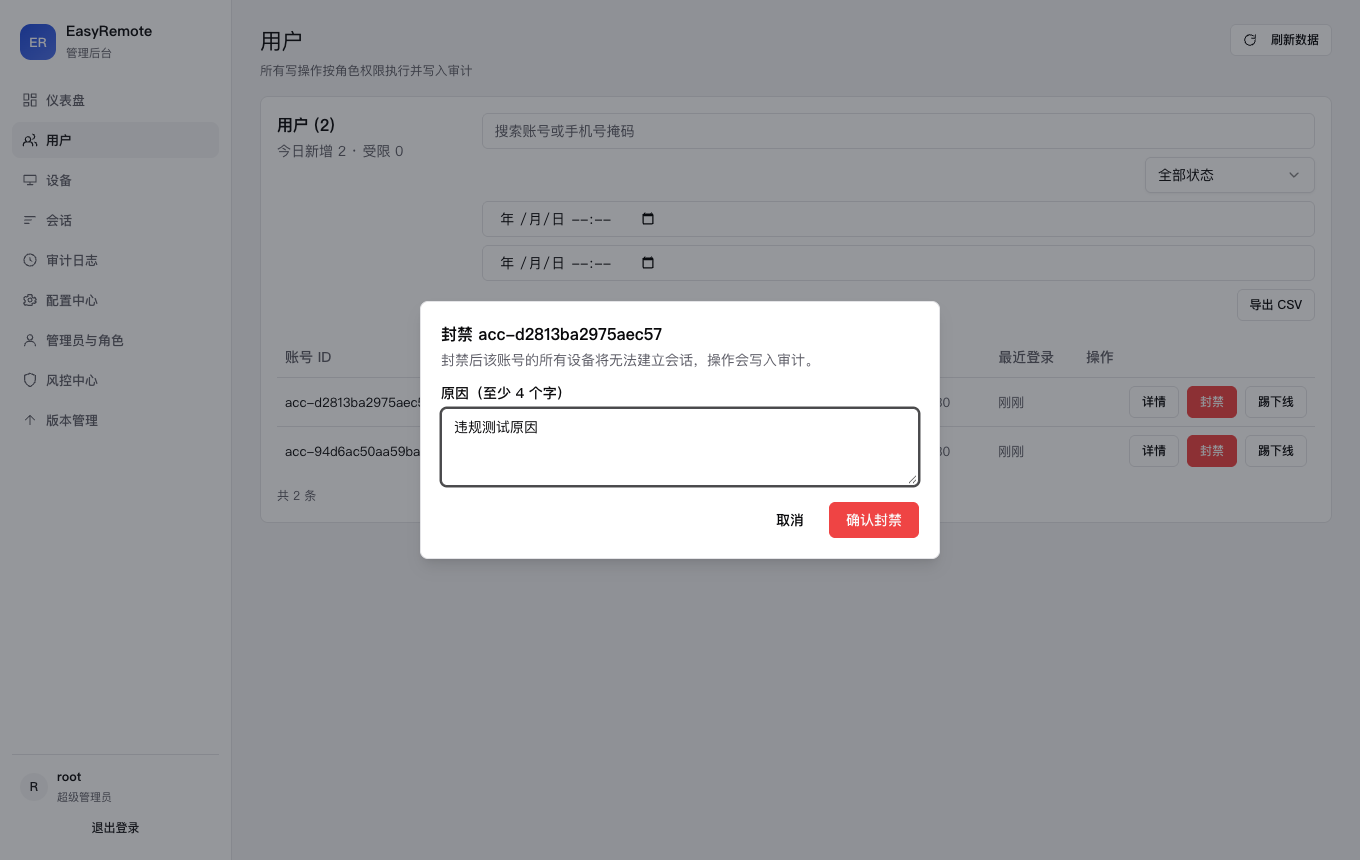 ER
EasyRemote
管理后台
仪表盘
用户
设备
会话
审计日志
配置中心
管理员与角色
风控中心
版本管理
R
root
超级管理员
退出登录
用户
所有写操作按角色权限执行并写入审计
刷新数据
用户 (2)
今日新增 2 · 受限 0
搜索账号或手机号掩码
全部状态
年 /月/日 --:--
年 /月/日 --:--
导出 CSV
账号 ID 最近登录 操作
acc-d2813ba2975aec5 刚刚 详情 封禁 踢下线
acc-94d6ac50aa59ba 刚刚 详情 封禁 踢下线
共 2 条
封禁 acc-d2813ba2975aec57
封禁后该账号的所有设备将无法建立会话，操作会写入审计。
原因（至少 4 个字）
违规测试原因
取消 确认封禁